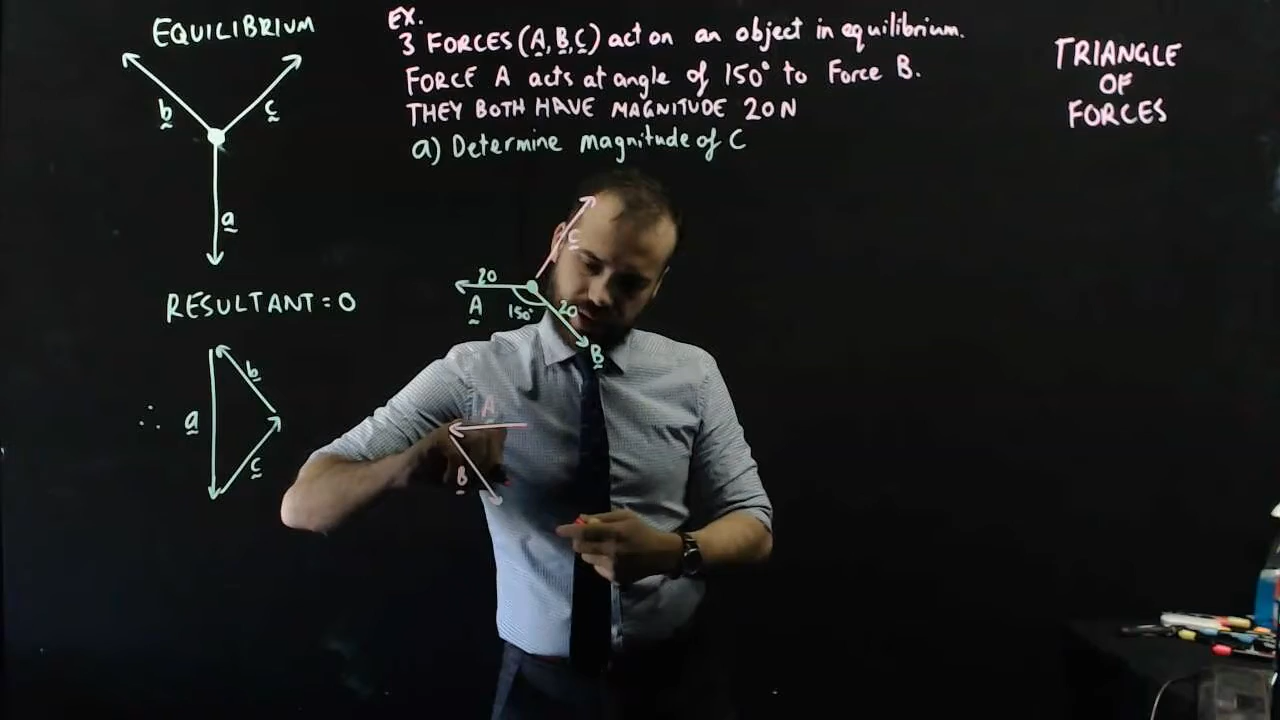 EQUILIBRIUM
b
c
a
RESULTANT = 0
∴ a
b
c
EX.
3 FORCES (A, B, C) act on an object in equilibrium.
FORCE A acts at angle of 150° to Force B.
THEY BOTH HAVE MAGNITUDE 20 N
a) Determine magnitude of C
C
20
A
150°
20
B
A
B
TRIANGLE
OF
FORCES